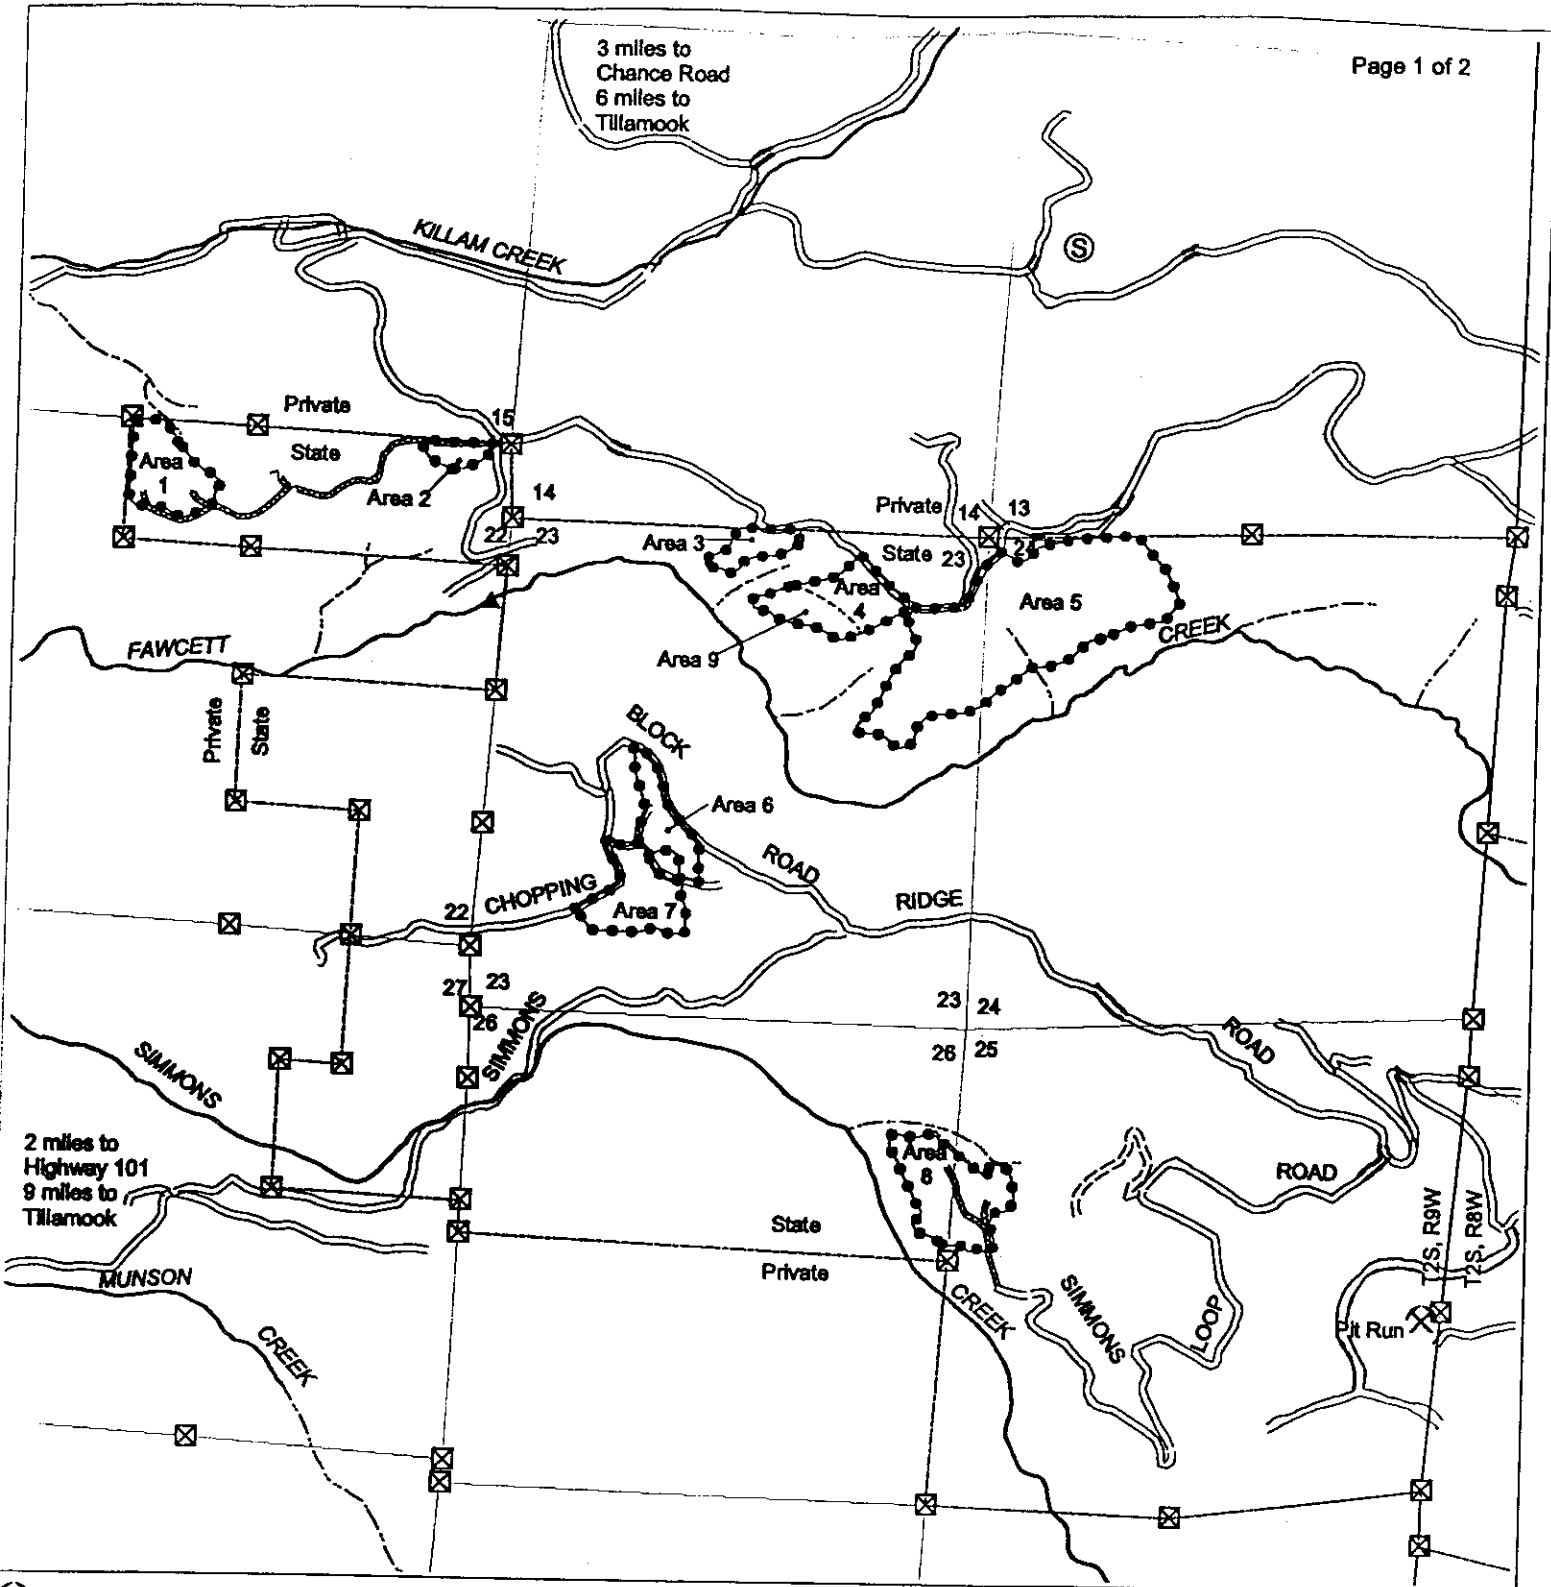 3 miles to
Chance Road
6 miles to
Tillamook
Page 1 of 2
KILLAM CREEK
S
Private
15
State
Area
1
Area 2
14
22
23
Private
14
13
Area 3
State
23
24
Area
4
Area 5
Area 9
CREEK
FAWCETT
Private
State
BLOCK
Area 6
ROAD
CHOPPING
Area 7
22
RIDGE
27
23
26
SIMMONS
23
24
26
25
ROAD
SIMMONS
2 miles to
Highway 101
9 miles to
Tillamook
Area
8
ROAD
State
Private
T2S, R9W
T2S, R8W
MUNSON
CREEK
CREEK
SIMMONS
LOOP
Pit Run